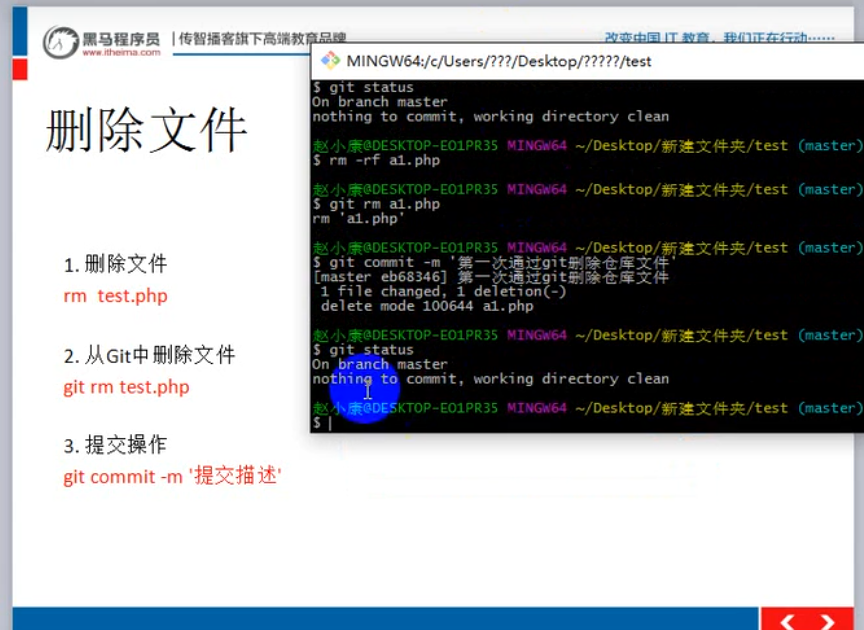 黑马程序员
www.itheima.com
传智播客旗下高端教育品牌
改变中国 IT 教育，我们正在行动……
删除文件
1. 删除文件
rm test.php
2. 从Git中删除文件
git rm test.php
3. 提交操作
git commit -m '提交描述'
MINGW64:/c/Users/???/Desktop/?????/test
$ git status
On branch master
nothing to commit, working directory clean
赵小康@DESKTOP-EO1PR35 MINGW64 ~/Desktop/新建文件夹/test (master)
$ rm -rf a1.php
赵小康@DESKTOP-EO1PR35 MINGW64 ~/Desktop/新建文件夹/test (master)
$ git rm a1.php
rm 'a1.php'
赵小康@DESKTOP-EO1PR35 MINGW64 ~/Desktop/新建文件夹/test (master)
$ git commit -m '第一次通过git删除仓库文件'
[master eb68346] 第一次通过git删除仓库文件
1 file changed, 1 deletion(-)
delete mode 100644 a1.php
赵小康@DESKTOP-EO1PR35 MINGW64 ~/Desktop/新建文件夹/test (master)
$ git status
On branch master
nothing to commit, working directory clean
赵小康@DESKTOP-EO1PR35 MINGW64 ~/Desktop/新建文件夹/test (master)
$